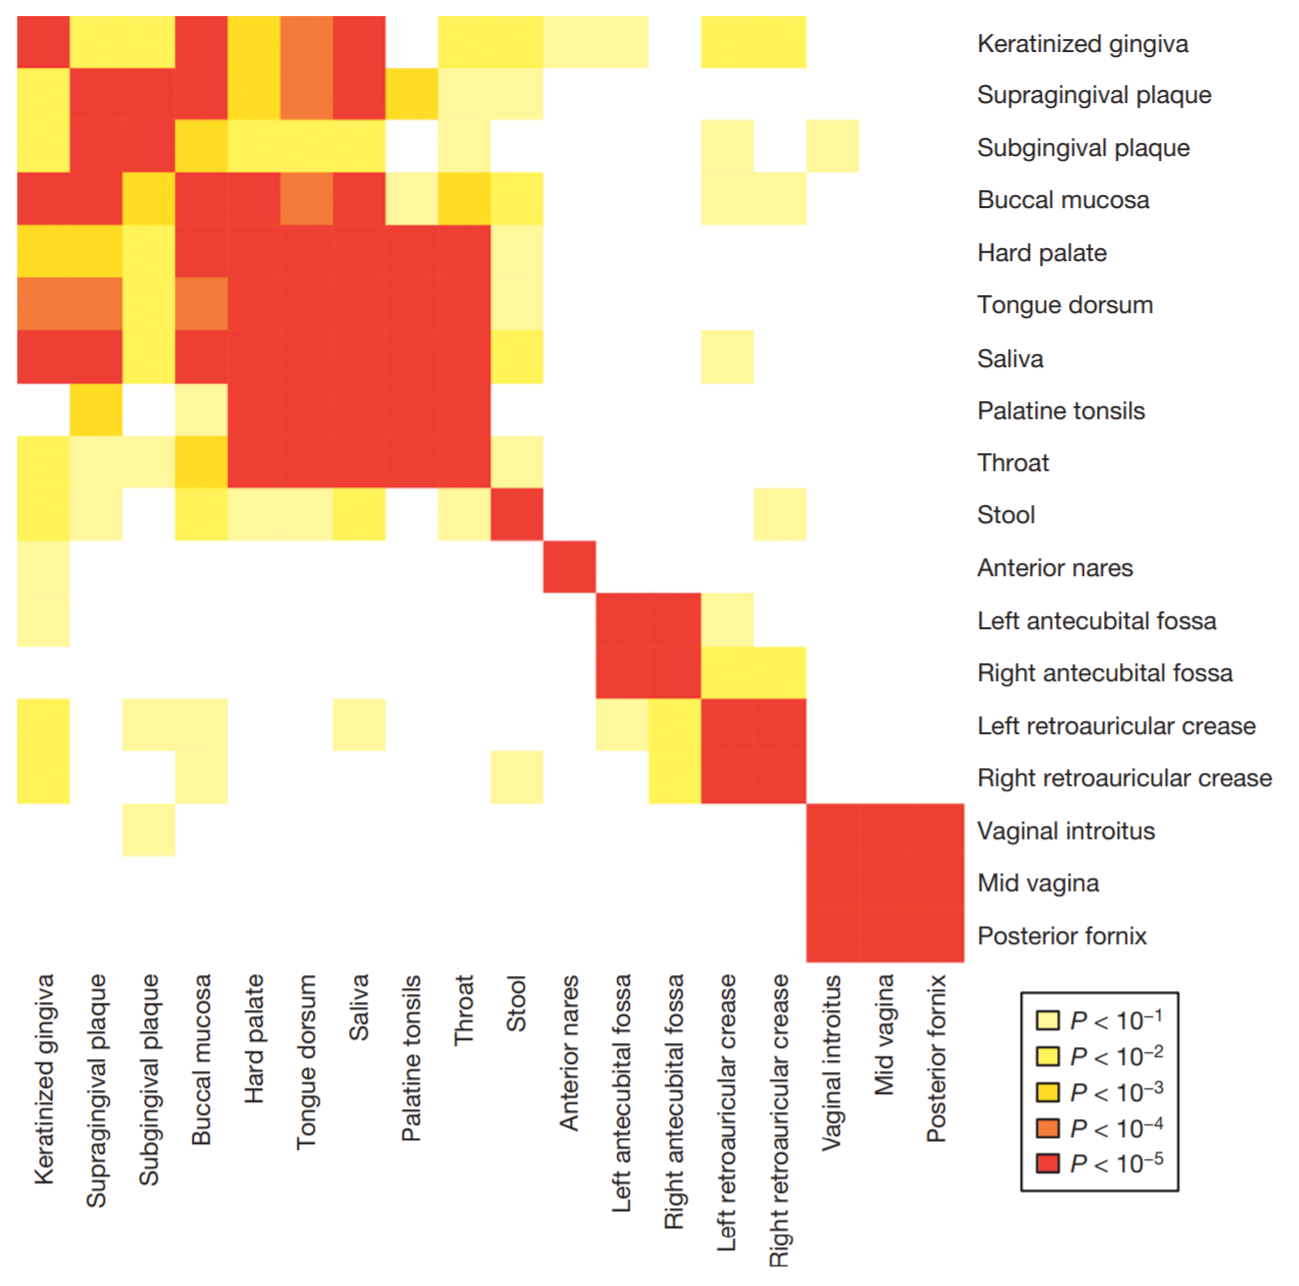 Keratinized gingiva
Supragingival plaque
Subgingival plaque
Buccal mucosa
Hard palate
Tongue dorsum
Saliva
Palatine tonsils
Throat
Stool
Anterior nares
Left antecubital fossa
Right antecubital fossa
Left retroauricular crease
Right retroauricular crease
Vaginal introitus
Mid vagina
Posterior fornix
Keratinized gingiva
Supragingival plaque
Subgingival plaque
Buccal mucosa
Hard palate
Tongue dorsum
Saliva
Palatine tonsils
Throat
Stool
Anterior nares
Left antecubital fossa
Right antecubital fossa
Left retroauricular crease
Right retroauricular crease
Vaginal introitus
Mid vagina
Posterior fornix
P < 10⁻¹
P < 10⁻²
P < 10⁻³
P < 10⁻⁴
P < 10⁻⁵